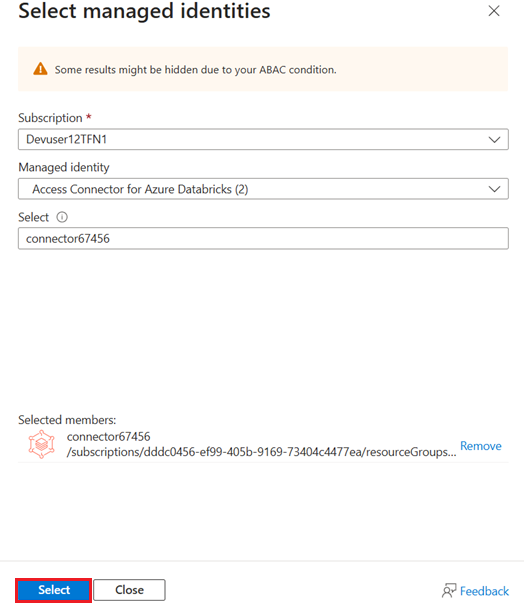 Select managed identities
Some results might be hidden due to your ABAC condition.
Subscription *
Devuser12TFN1
Managed identity
Access Connector for Azure Databricks (2)
Select
connector67456
Selected members:
connector67456
/subscriptions/dddc0456-ef99-405b-9169-73404c4477ea/resourceGroups...
Remove
Select
Close
Feedback